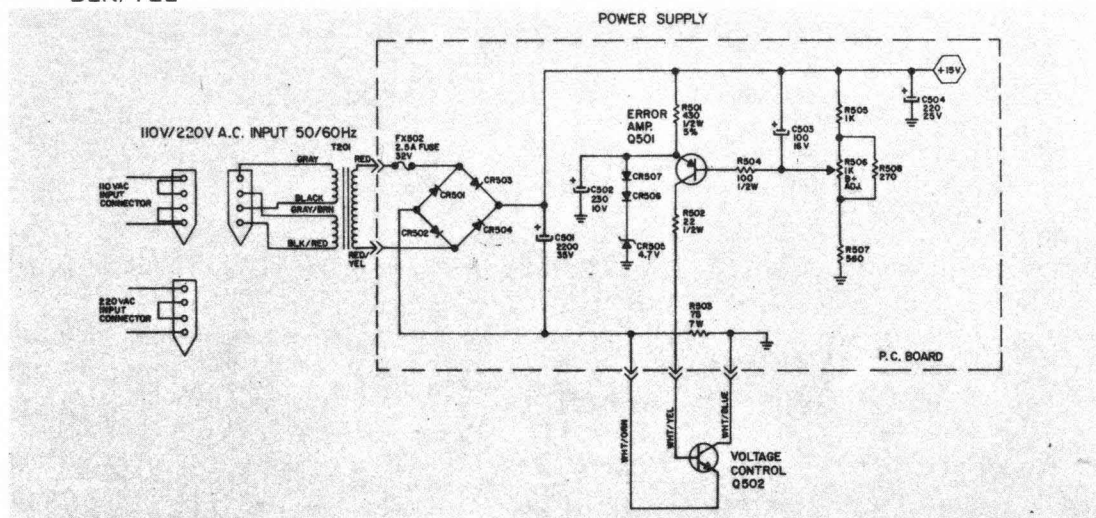 POWER SUPPLY
110V/220V A.C. INPUT 50/60Hz
T201
GRAY
BLACK
GRAY/BRN
BLK/RED
RED
RED/
YEL
110 VAC
INPUT
CONNECTOR
220VAC
INPUT
CONNECTOR
FX502
2.5A FUSE
32V
CR501
CR503
CR502
CR504
C501
2200
35V
C502
230
10V
ERROR
AMP.
Q501
CR507
CR506
CR505
4.7V
R501
430
1/2W
5%
R502
22
1/2W
R503
75
7W
R504
100
1/2W
C503
100
16V
R505
1K
R506
1K
B+
ADJ.
R508
270
R507
560
C504
220
25V
+15V
P.C. BOARD
WHT/ORN
WHT/YEL
WHT/BLUE
VOLTAGE
CONTROL
Q502